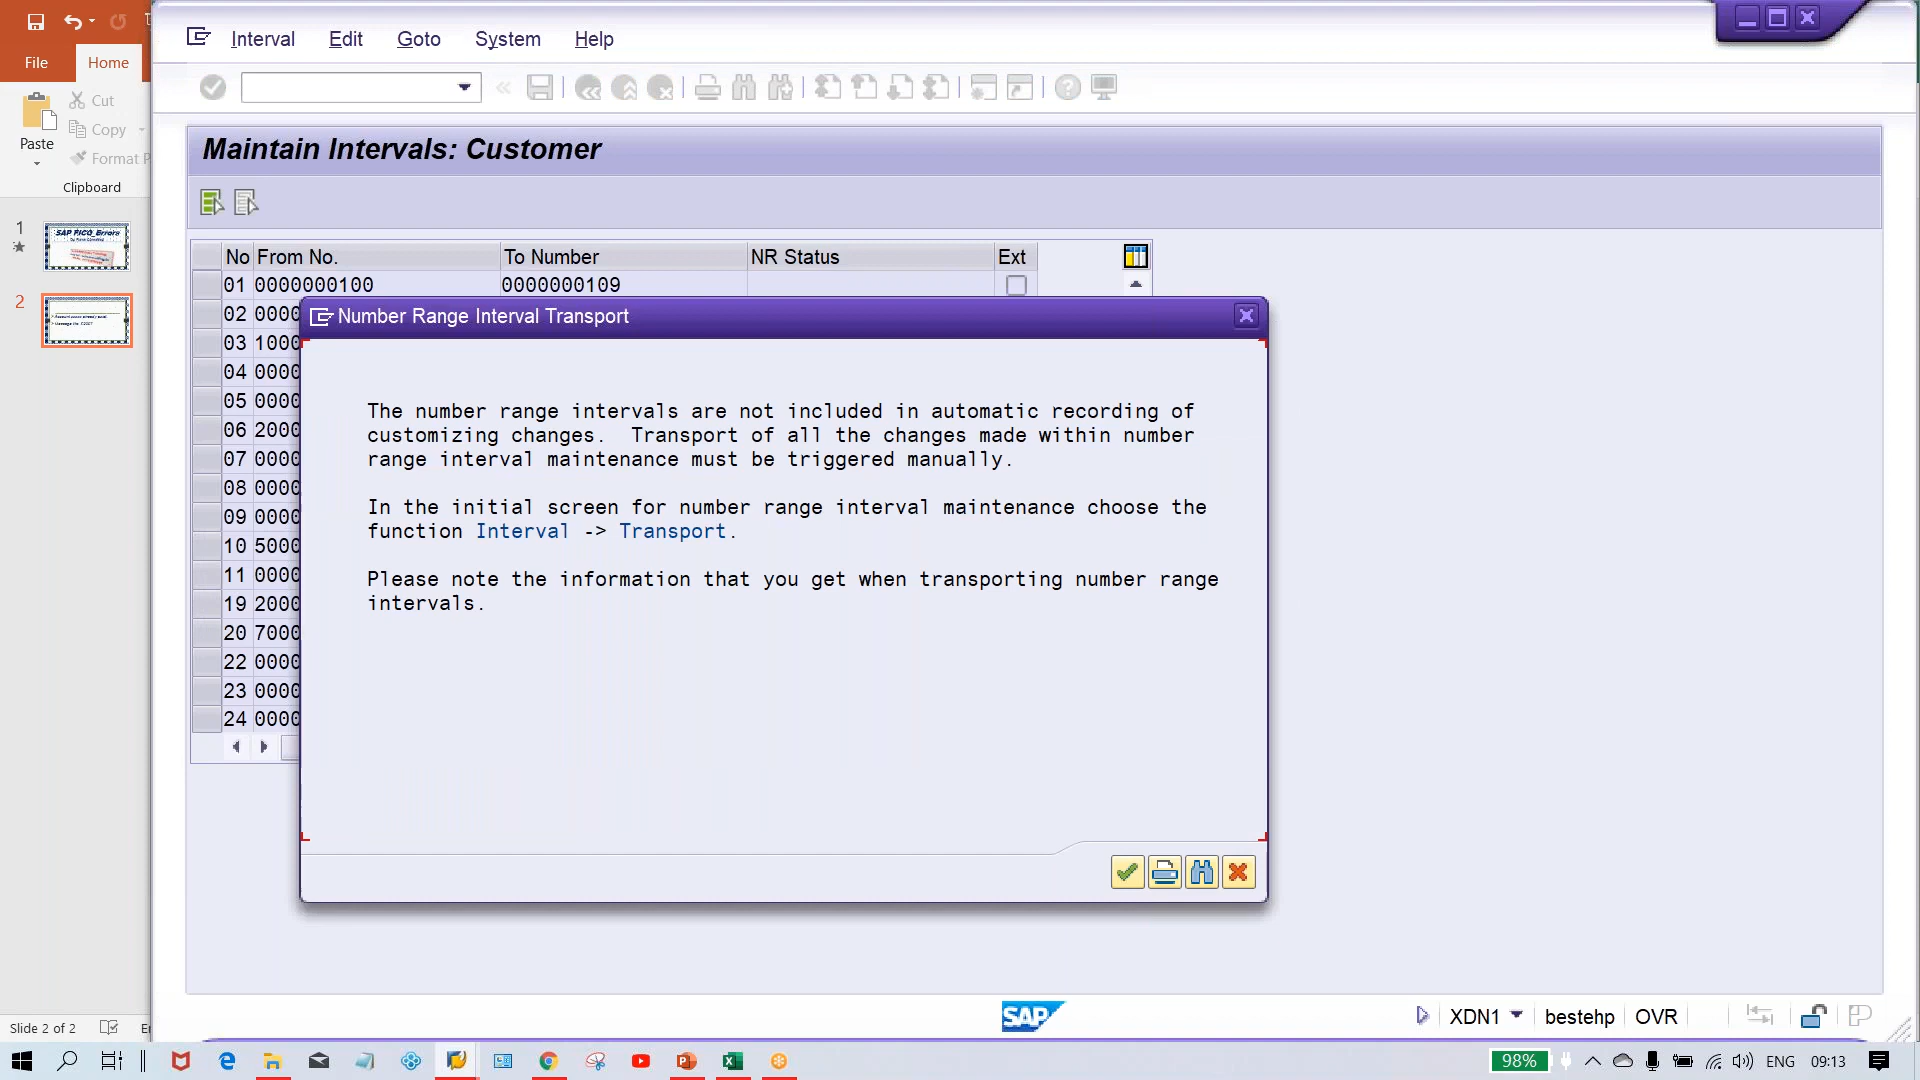 Interval Edit Goto System Help
File Home
Cut
Copy
Paste
Format P
Clipboard
Maintain Intervals: Customer
No From No. To Number NR Status Ext
01 0000000100 0000000109
02 0000
03 1000
04 0000
05 0000
06 2000
07 0000
08 0000
09 0000
10 5000
11 0000
19 2000
20 7000
22 0000
23 0000
24 0000
Number Range Interval Transport
The number range intervals are not included in automatic recording of
customizing changes. Transport of all the changes made within number
range interval maintenance must be triggered manually.
In the initial screen for number range interval maintenance choose the
function Interval -> Transport.
Please note the information that you get when transporting number range
intervals.
1
SAP FICO_Errors
2
SAP
XDN1 bestehp OVR
Slide 2 of 2
98% ENG 09:13